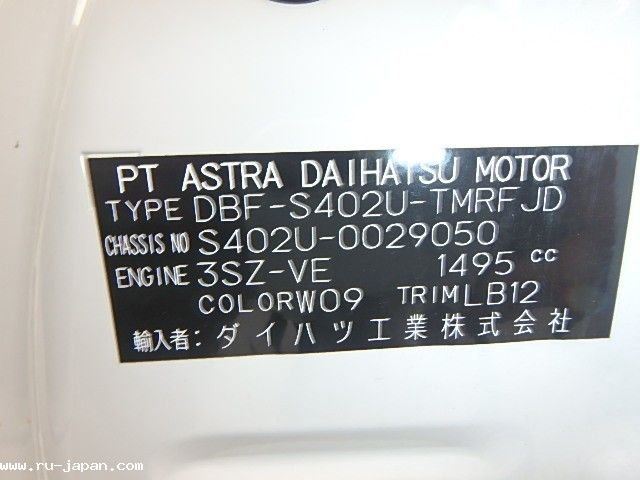 PT ASTRA DAIHATSU MOTOR
TYPE DBF-S402U-TMRFJD
CHASSIS NO S402U-0029050
ENGINE 3SZ-VE 1495 cc
COLOR W09 TRIM LB12
輸入者: ダイハツ工業株式会社
www.ru-japan.com